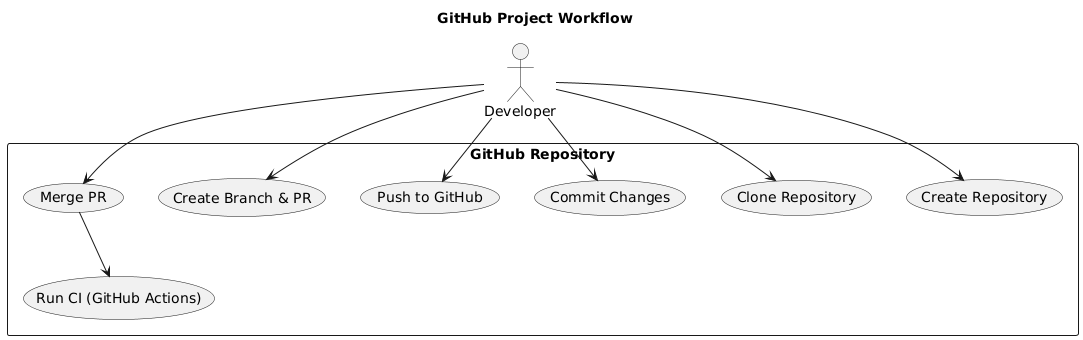 GitHub Project Workflow
Developer
GitHub Repository
Merge PR
Create Branch & PR
Push to GitHub
Commit Changes
Clone Repository
Create Repository
Run CI (GitHub Actions)